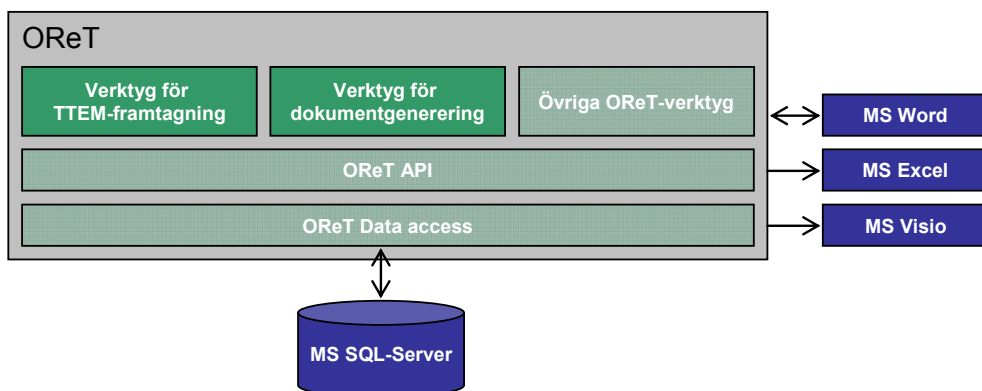 OReT
Verktyg för
TTEM-framtagning
Verktyg för
dokumentgenerering
Övriga OReT-verktyg
MS Word
OReT API
MS Excel
OReT Data access
MS Visio
MS SQL-Server